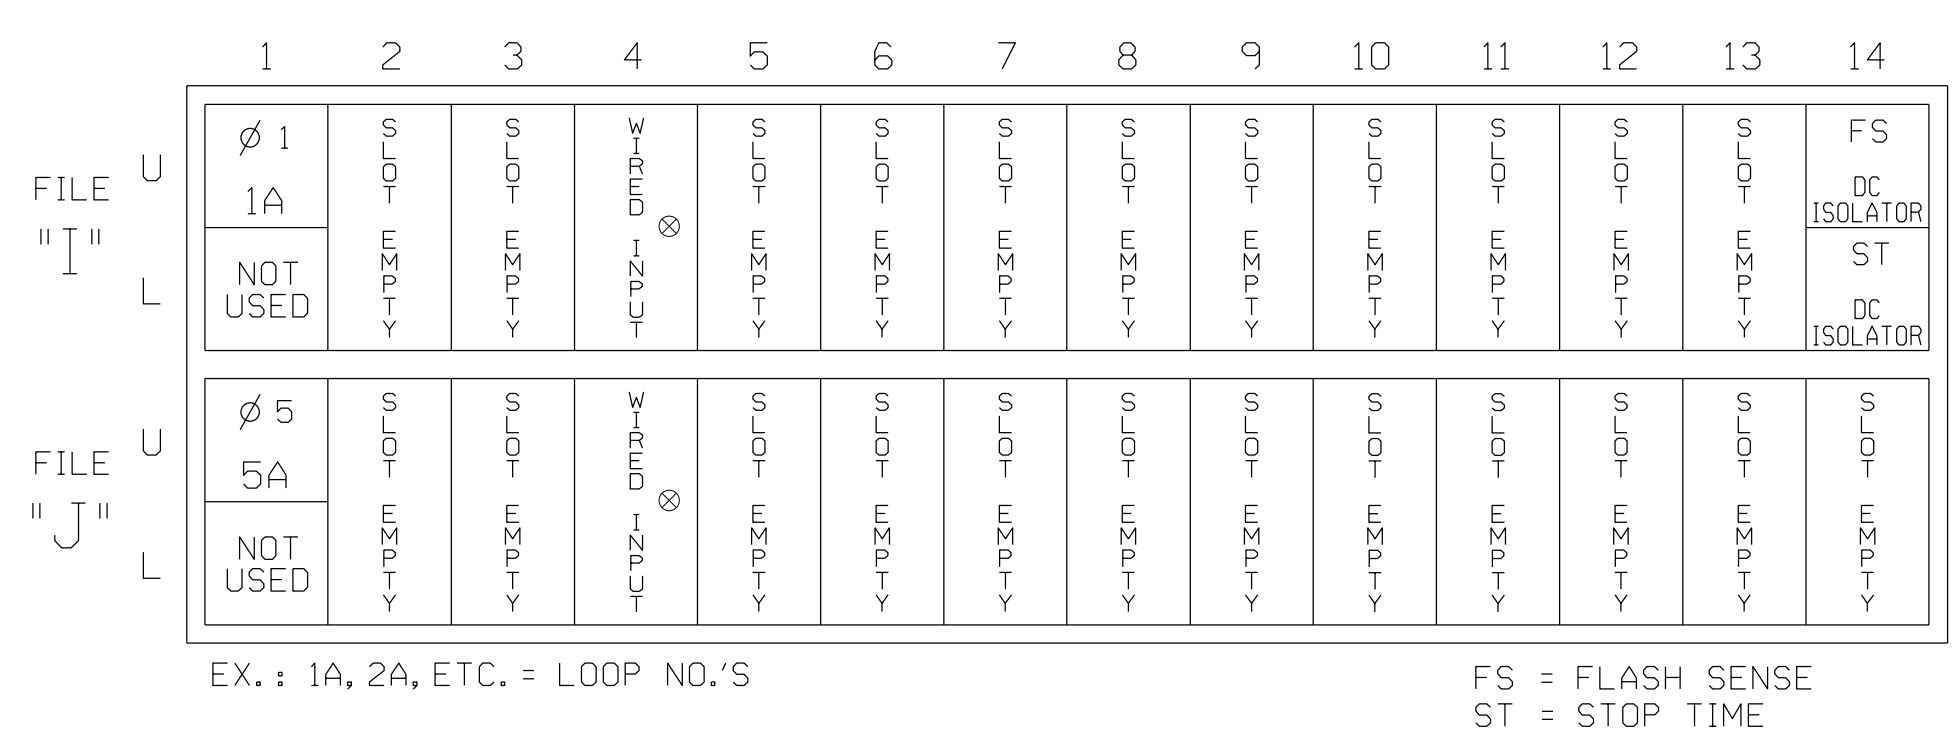 1 2 3 4 5 6 7 8 9 10 11 12 13 14
FILE "I"
U
L
Ø 1
1A
NOT USED
SLOT EMPTY
SLOT EMPTY
WIRED INPUT
SLOT EMPTY
SLOT EMPTY
SLOT EMPTY
SLOT EMPTY
SLOT EMPTY
SLOT EMPTY
SLOT EMPTY
SLOT EMPTY
SLOT EMPTY
FS
DC
ISOLATOR
ST
DC
ISOLATOR
FILE "J"
U
L
Ø 5
5A
NOT USED
SLOT EMPTY
SLOT EMPTY
WIRED INPUT
SLOT EMPTY
SLOT EMPTY
SLOT EMPTY
SLOT EMPTY
SLOT EMPTY
SLOT EMPTY
SLOT EMPTY
SLOT EMPTY
SLOT EMPTY
SLOT EMPTY
EX.: 1A, 2A, ETC. = LOOP NO.'S
FS = FLASH SENSE
ST = STOP TIME